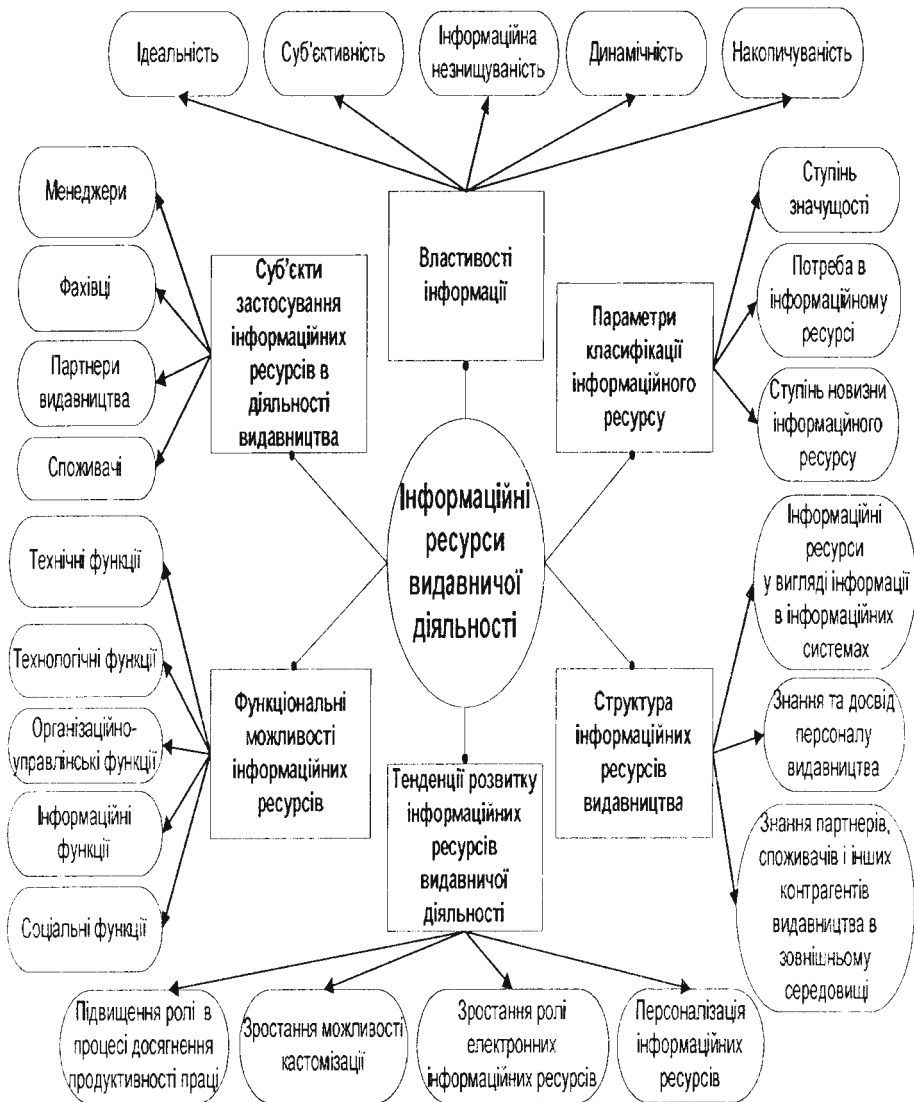 Ідеальність
Суб'єктивність
Інформаційна
незнищуваність
Динамічність
Накопичуваність
Менеджери
Фахівці
Партнери
видавництва
Споживачі
Суб'єкти
застосування
інформаційних
ресурсів в
діяльності
видавництва
Властивості
інформації
Параметри
класифікації
інформаційного
ресурсу
Ступінь
значущості
Потреба в
інформаційному
ресурсі
Ступінь новизни
інформаційного
ресурсу
Інформаційні
ресурси
видавничої
діяльності
Технічні функції
Технологічні функції
Організаційно-
управлінські функції
Інформаційні
функції
Соціальні функції
Функціональні
можливості
інформаційних
ресурсів
Тенденції розвитку
інформаційних
ресурсів
видавничої
діяльності
Структура
інформаційних
ресурсів
видавництва
Інформаційні
ресурси
у вигляді інформації
в інформаційних
системах
Знання та досвід
персоналу
видавництва
Знання партнерів,
споживачів і інших
контрагентів
видавництва в
зовнішньому
середовищі
Підвищення ролі в
процесі досягнення
продуктивності праці
Зростання можливості
кастомізації
Зростання ролі
електронних
інформаційних ресурсів
Персоналізація
інформаційних
ресурсів